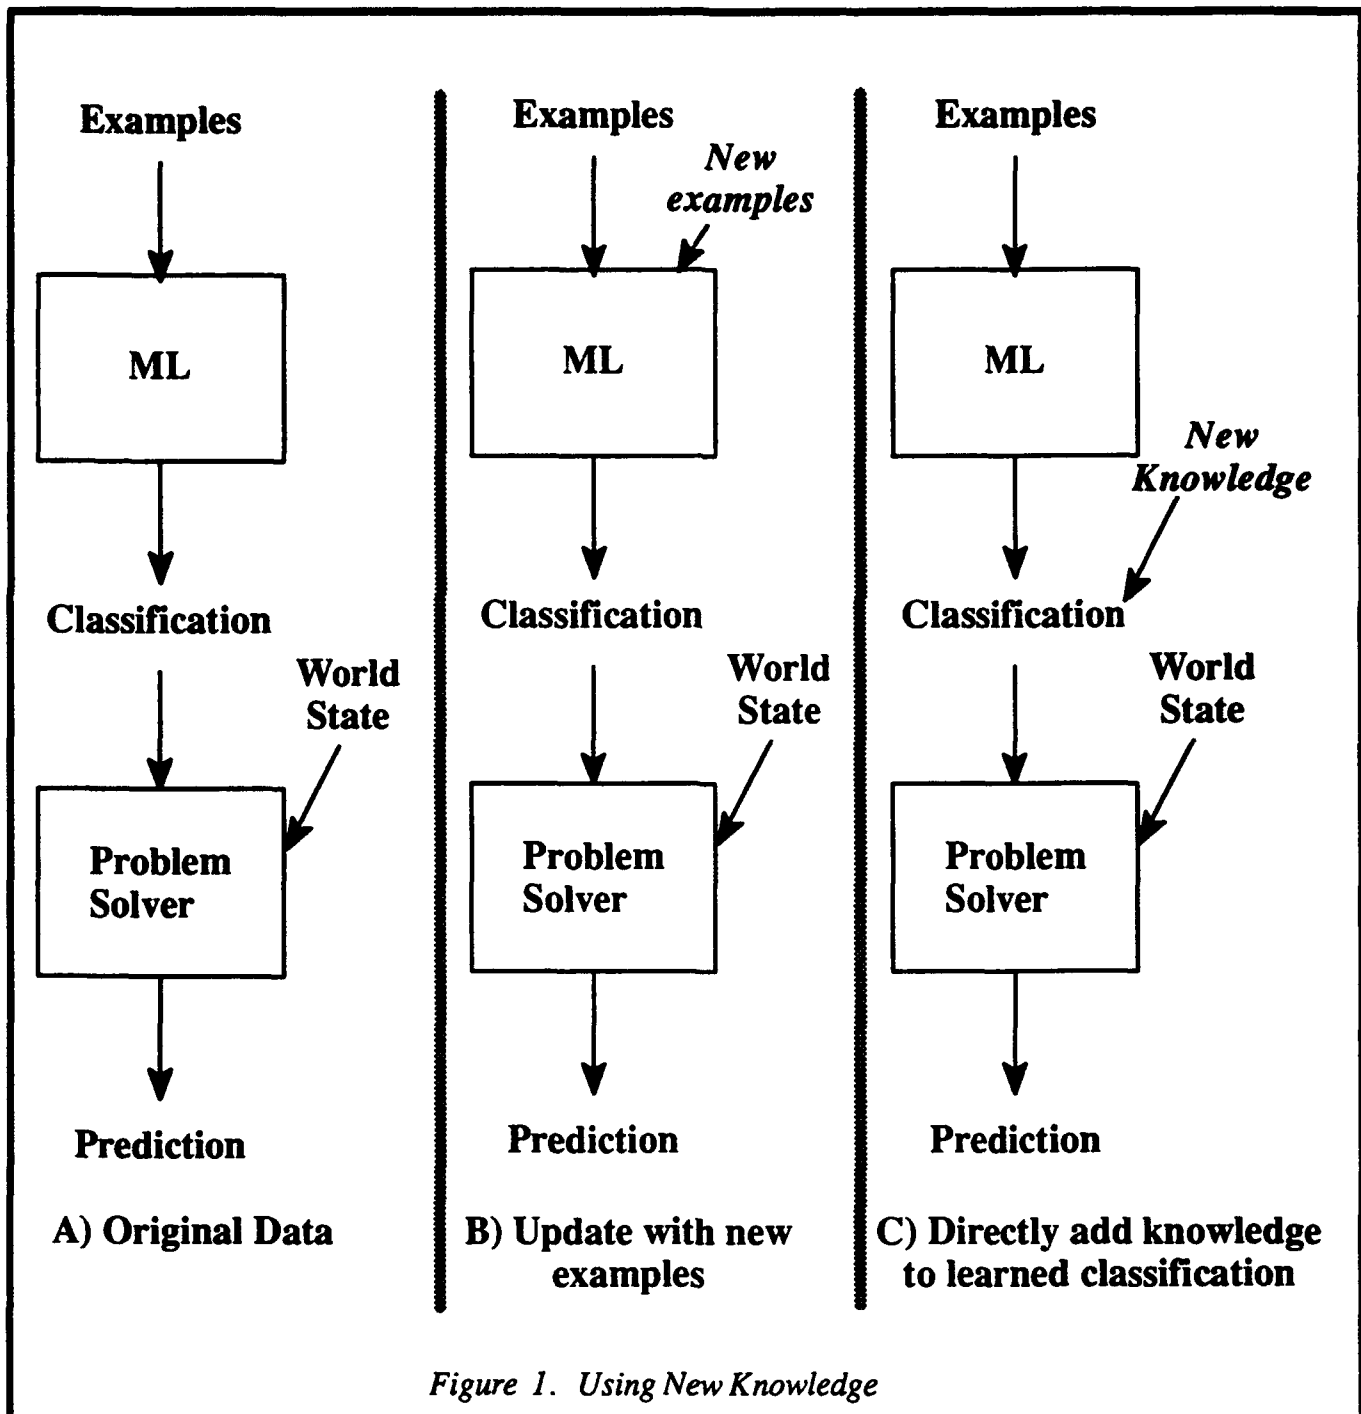 Examples
ML
Classification
World
State
Problem
Solver
Prediction
A) Original Data
Examples
New
examples
ML
Classification
World
State
Problem
Solver
Prediction
B) Update with new
examples
Examples
ML
New
Knowledge
Classification
World
State
Problem
Solver
Prediction
C) Directly add knowledge
to learned classification
Figure 1. Using New Knowledge